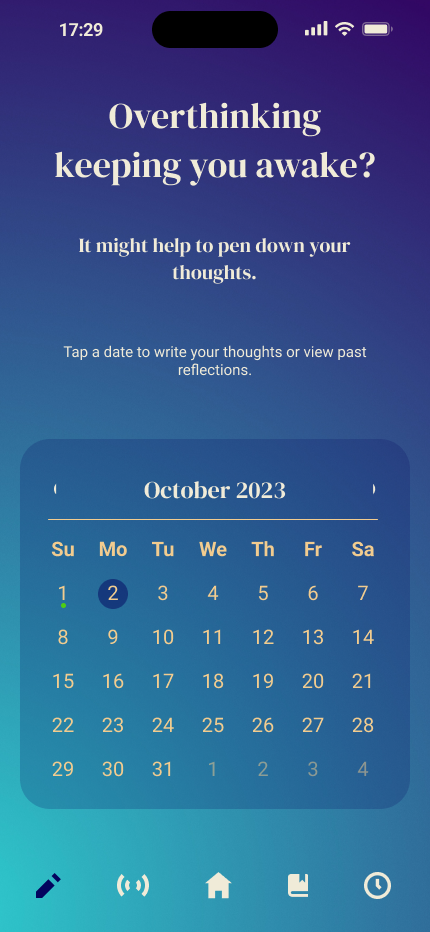 17:29
Overthinking
keeping you awake?
It might help to pen down your
thoughts.
Tap a date to write your thoughts or view past
reflections.
October 2023
Su Mo Tu We Th Fr Sa
1 2 3 4 5 6 7
8 9 10 11 12 13 14
15 16 17 18 19 20 21
22 23 24 25 26 27 28
29 30 31 1 2 3 4